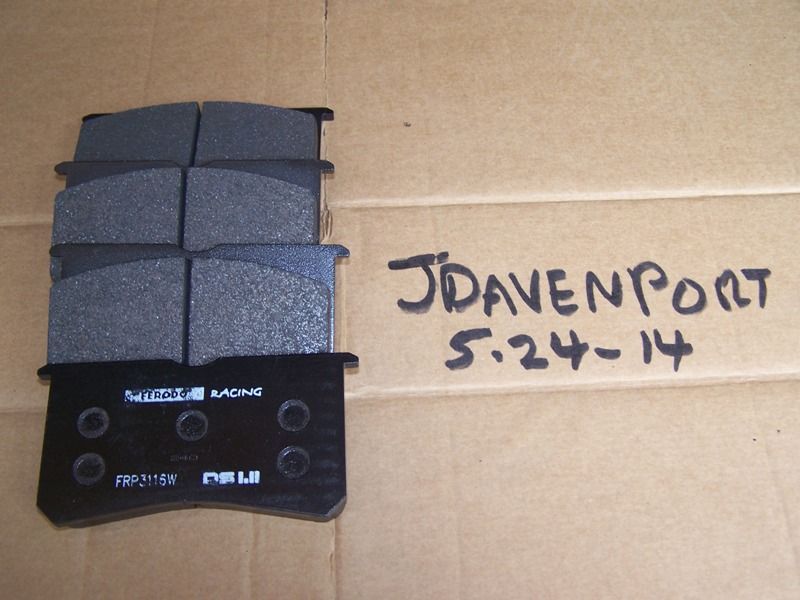 FERODO RACING
FRP3116W DS1.11
JDAVENPORT
5.24-14